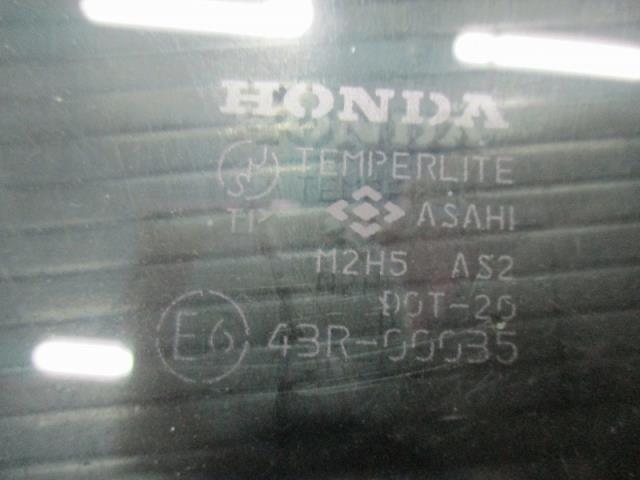 HONDA
TEMPERLITE
TP ASAHI
M2H5 AS2
DOT-20
E6 43R-00035